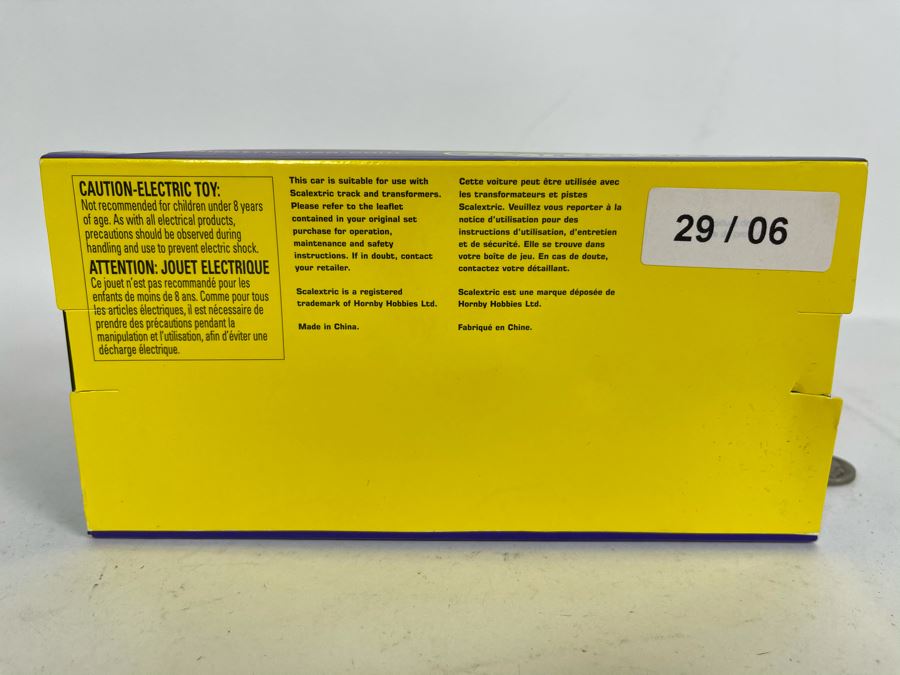 CAUTION-ELECTRIC TOY:
Not recommended for children under 8 years
of age. As with all electrical products,
precautions should be observed during
handling and use to prevent electric shock.
ATTENTION: JOUET ELECTRIQUE
Ce jouet n'est pas recommandé pour les
enfants de moins de 8 ans. Comme pour tous
les articles électriques, il est nécessaire de
prendre des précautions pendant la
manipulation et l'utilisation, afin d'éviter une
décharge électrique.
This car is suitable for use with
Scalextric track and transformers.
Please refer to the leaflet
contained in your original set
purchase for operation,
maintenance and safety
instructions. If in doubt, contact
your retailer.
Scalextric is a registered
trademark of Hornby Hobbies Ltd.
Made in China.
Cette voiture peut être utilisée avec
les transformateurs et pistes
Scalextric. Veuillez vous reporter à la
notice d'utilisation pour des
instructions d'utilisation, d'entretien
et de sécurité. Elle se trouve dans
votre boîte de jeu. En cas de doute,
contactez votre détaillant.
Scalextric est une marque déposée de
Hornby Hobbies Ltd.
Fabriqué en Chine.
29 / 06